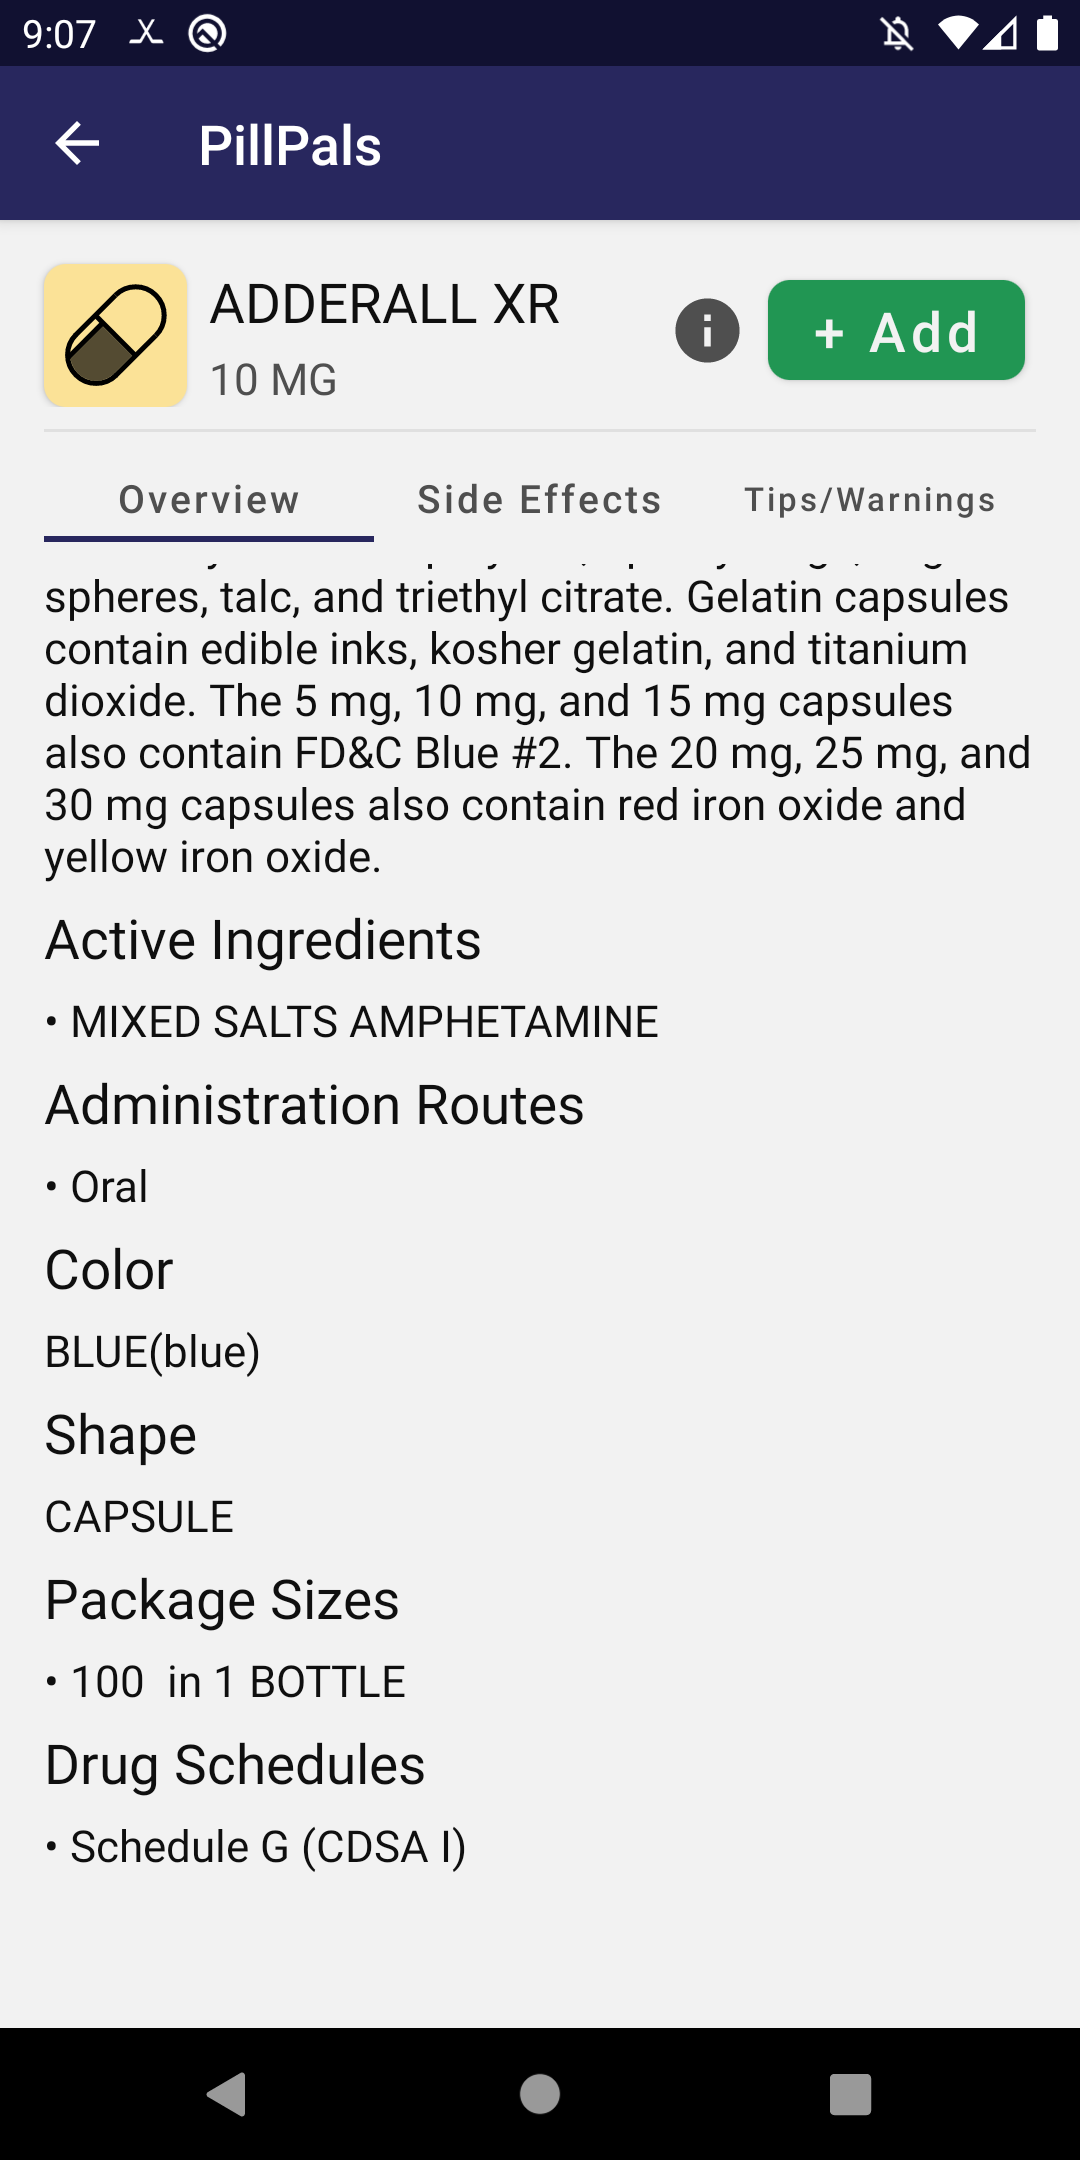 9:07
PillPals
ADDERALL XR
10 MG
+ Add
Overview
Side Effects
Tips/Warnings
spheres, talc, and triethyl citrate. Gelatin capsules
contain edible inks, kosher gelatin, and titanium
dioxide. The 5 mg, 10 mg, and 15 mg capsules
also contain FD&C Blue #2. The 20 mg, 25 mg, and
30 mg capsules also contain red iron oxide and
yellow iron oxide.
Active Ingredients
• MIXED SALTS AMPHETAMINE
Administration Routes
• Oral
Color
BLUE(blue)
Shape
CAPSULE
Package Sizes
• 100  in 1 BOTTLE
Drug Schedules
• Schedule G (CDSA I)